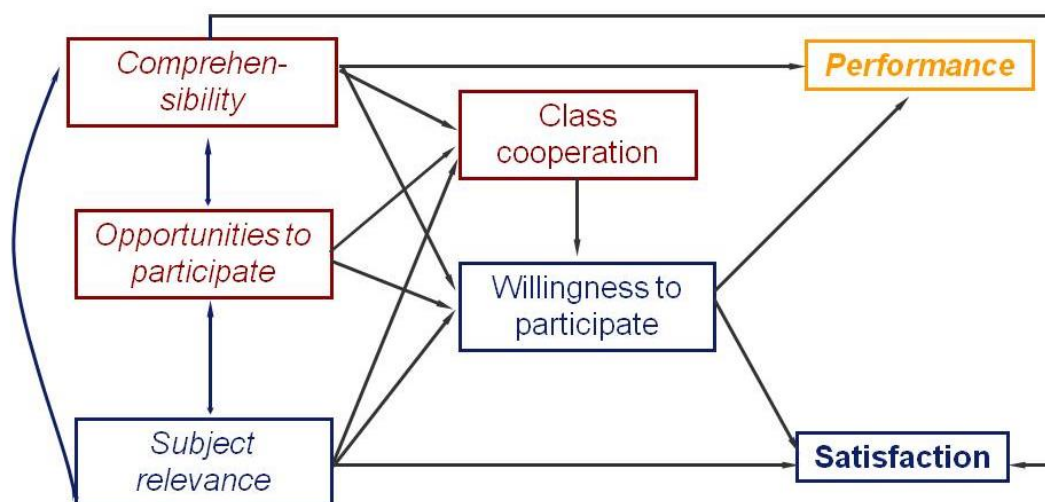 Comprehen-
sibility
Performance
Class
cooperation
Opportunities to
participate
Willingness to
participate
Subject
relevance
Satisfaction